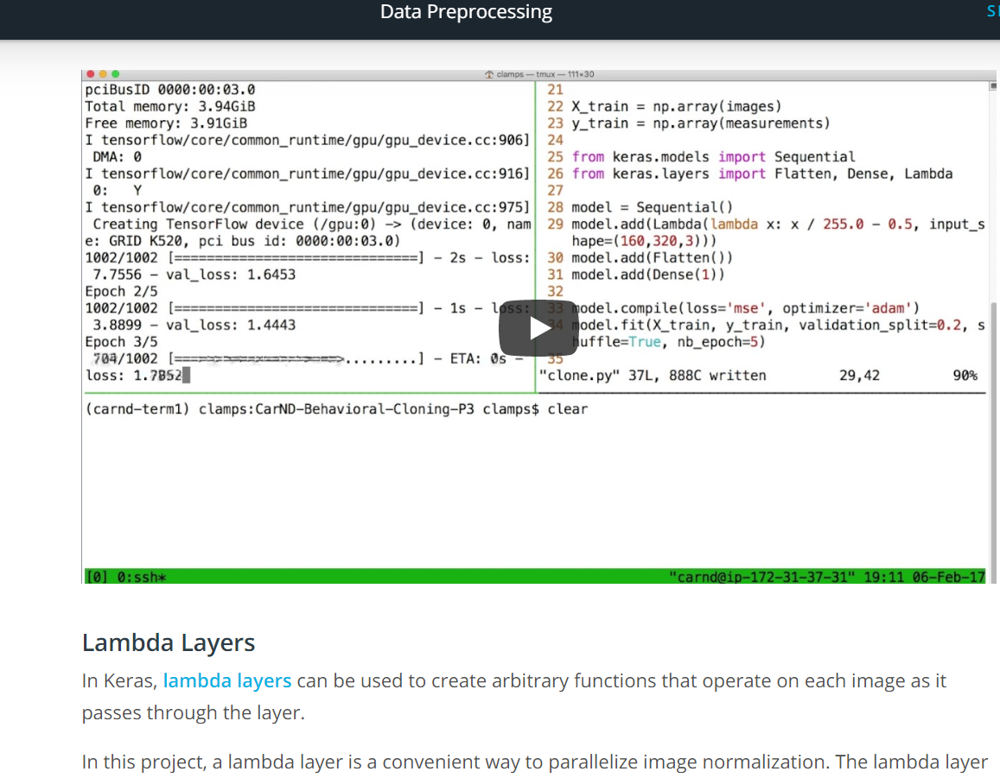 Data Preprocessing
clamps — tmux — 111×30
pciBusID 0000:00:03.0
Total memory: 3.94GiB
Free memory: 3.91GiB
I tensorflow/core/common_runtime/gpu/gpu_device.cc:906]
DMA: 0
I tensorflow/core/common_runtime/gpu/gpu_device.cc:916]
0:   Y
I tensorflow/core/common_runtime/gpu/gpu_device.cc:975]
Creating TensorFlow device (/gpu:0) -> (device: 0, nam
e: GRID K520, pci bus id: 0000:00:03.0)
1002/1002 [==============================] - 2s - loss:
7.7556 - val_loss: 1.6453
Epoch 2/5
1002/1002 [==============================] - 1s - loss:
3.8899 - val_loss: 1.4443
Epoch 3/5
/1002 [=====================>.........] - ETA: 0s -
loss:
21
22 X_train = np.array(images)
23 y_train = np.array(measurements)
24
25 from keras.models import Sequential
26 from keras.layers import Flatten, Dense, Lambda
27
28 model = Sequential()
29 model.add(Lambda(lambda x: x / 255.0 - 0.5, input_s
hape=(160,320,3)))
30 model.add(Flatten())
31 model.add(Dense(1))
32
33 model.compile(loss='mse', optimizer='adam')
34 model.fit(X_train, y_train, validation_split=0.2, s
huffle=True, nb_epoch=5)
35
"clone.py" 37L, 888C written 29,42 90%
(carnd-term1) clamps:CarND-Behavioral-Cloning-P3 clamps$ clear
[0] 0:ssh* "carnd@ip-172-31-37-31" 19:11 06-Feb-17
Lambda Layers
In Keras, lambda layers can be used to create arbitrary functions that operate on each image as it
passes through the layer.
In this project, a lambda layer is a convenient way to parallelize image normalization. The lambda layer